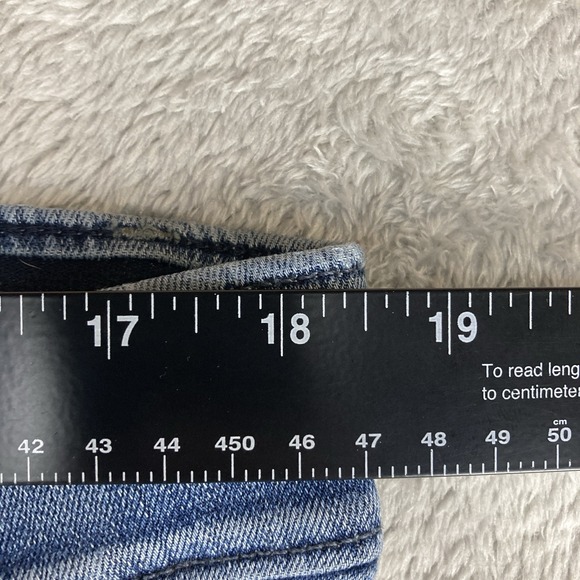 17 18 19
To read leng
to centimeter
cm
42 43 44 450 46 47 48 49 50